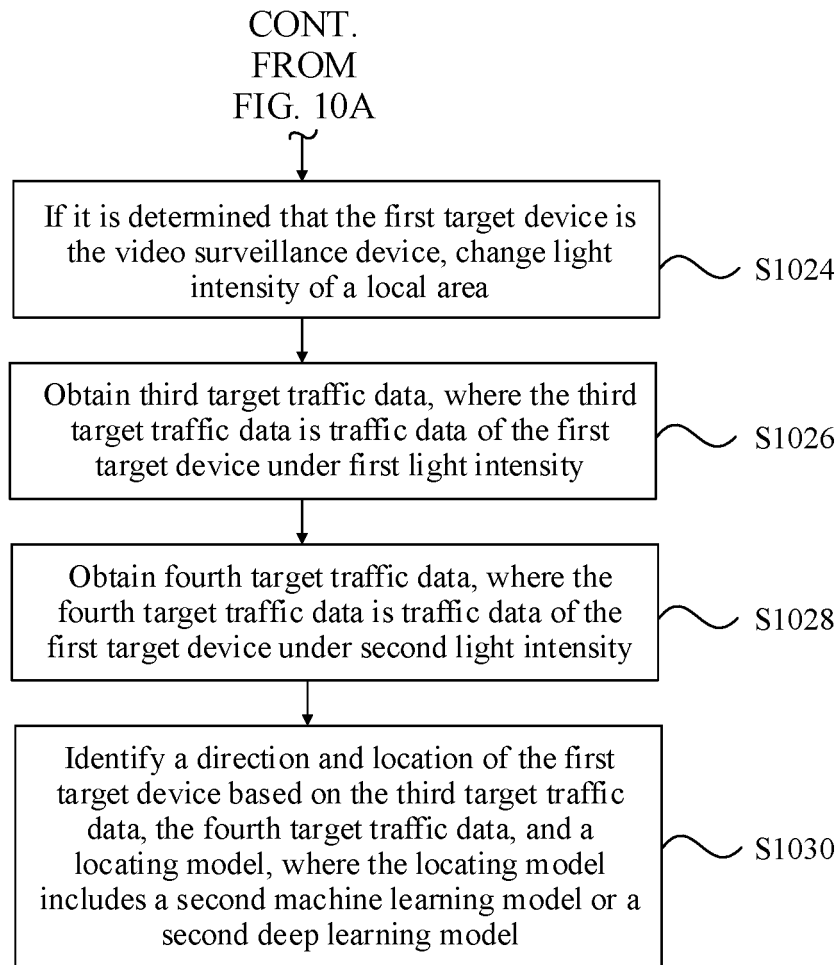 CONT.
FROM
FIG. 10A
If it is determined that the first target device is
the video surveillance device, change light
intensity of a local area
S1024
Obtain third target traffic data, where the third
target traffic data is traffic data of the first
target device under first light intensity
S1026
Obtain fourth target traffic data, where the
fourth target traffic data is traffic data of the
first target device under second light intensity
S1028
Identify a direction and location of the first
target device based on the third target traffic
data, the fourth target traffic data, and a
locating model, where the locating model
includes a second machine learning model or a
second deep learning model
S1030